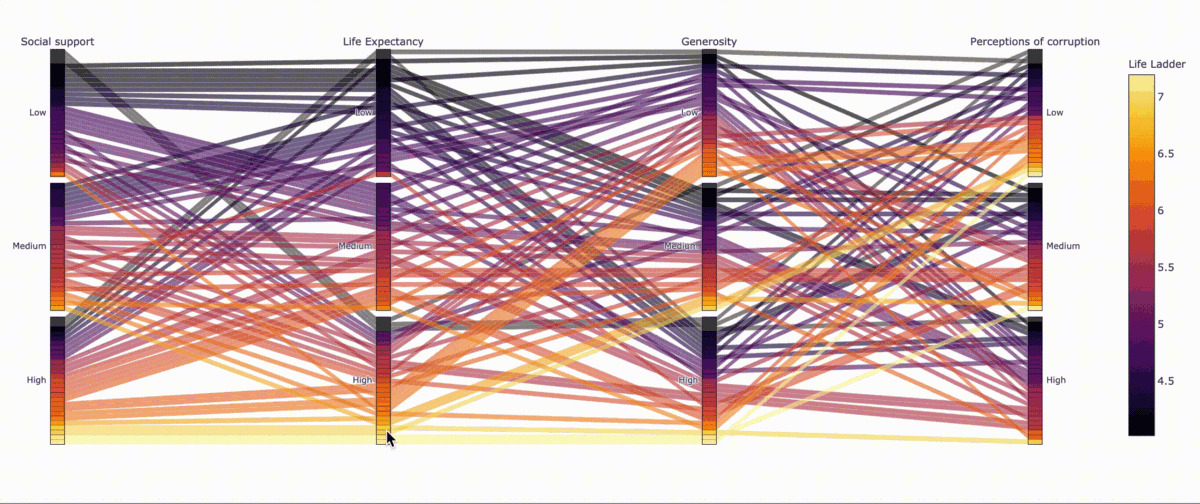 Social support
Life Expectancy
Generosity
Perceptions of corruption
Life Ladder
Low
Low
Low
Low
Medium
Medium
Medium
Medium
High
High
High
High
7
6.5
6
5.5
5
4.5